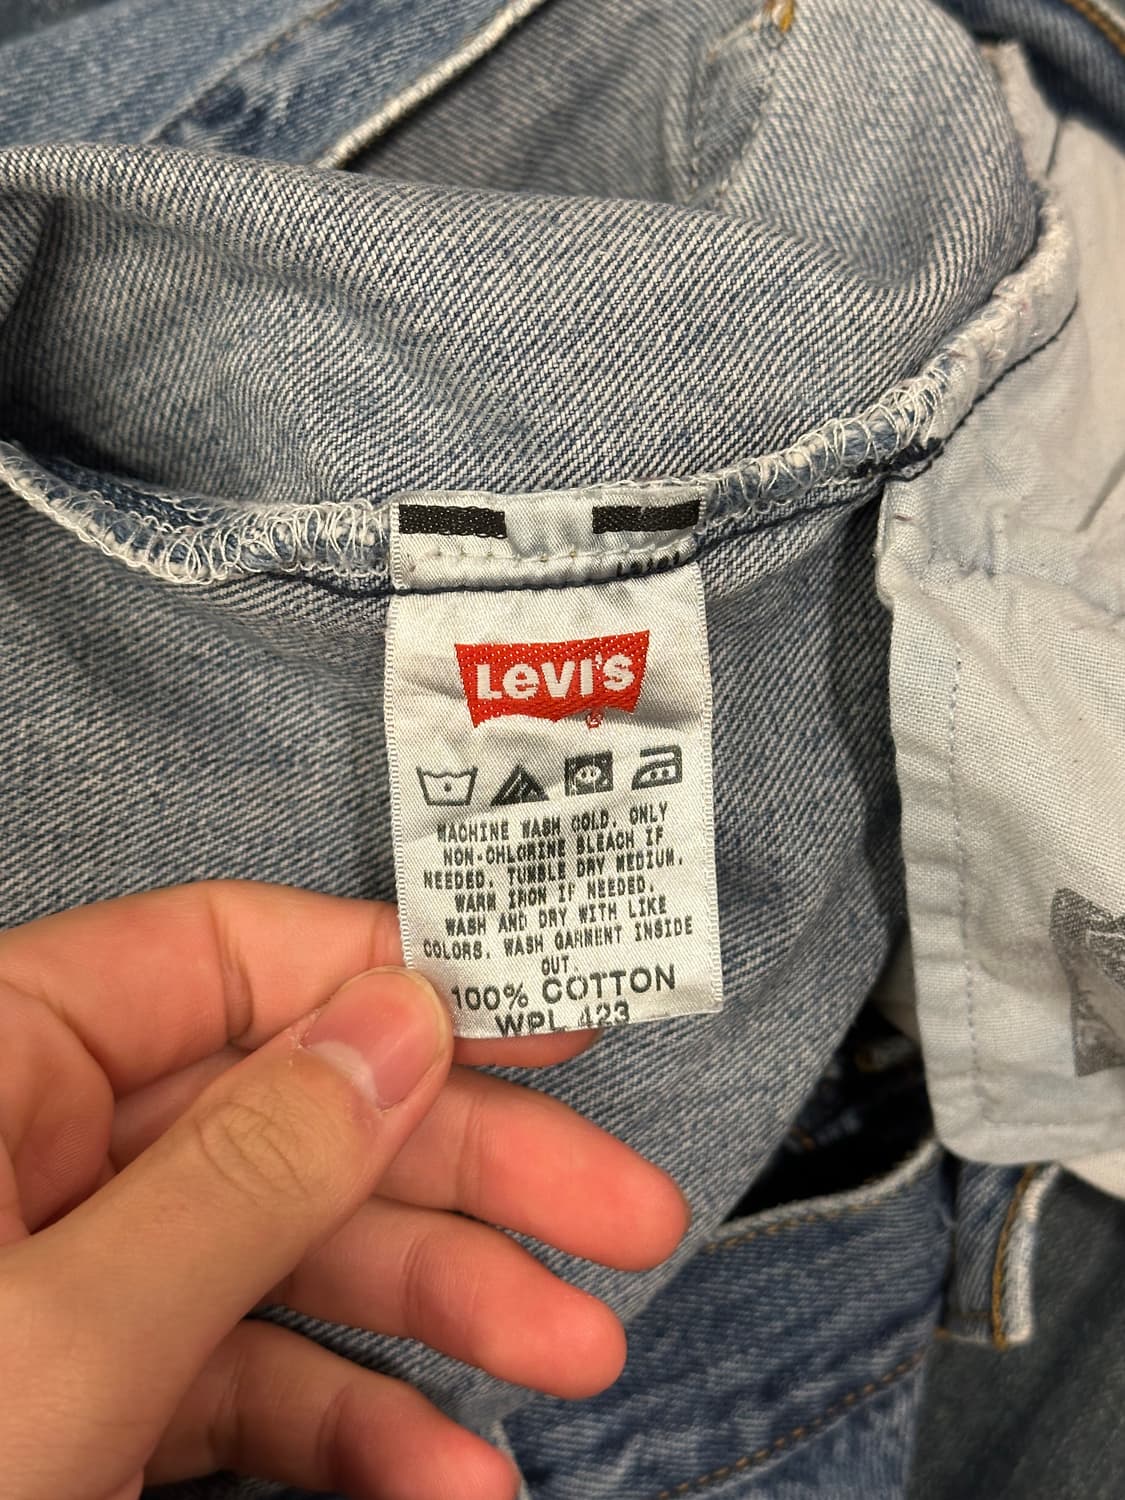 LEVI'S
®
MACHINE WASH COLD. ONLY
NON-CHLORINE BLEACH IF
NEEDED. TUMBLE DRY MEDIUM.
WARM IRON IF NEEDED.
WASH AND DRY WITH LIKE
COLORS. WASH GARMENT INSIDE
OUT.
100% COTTON
WPL 423